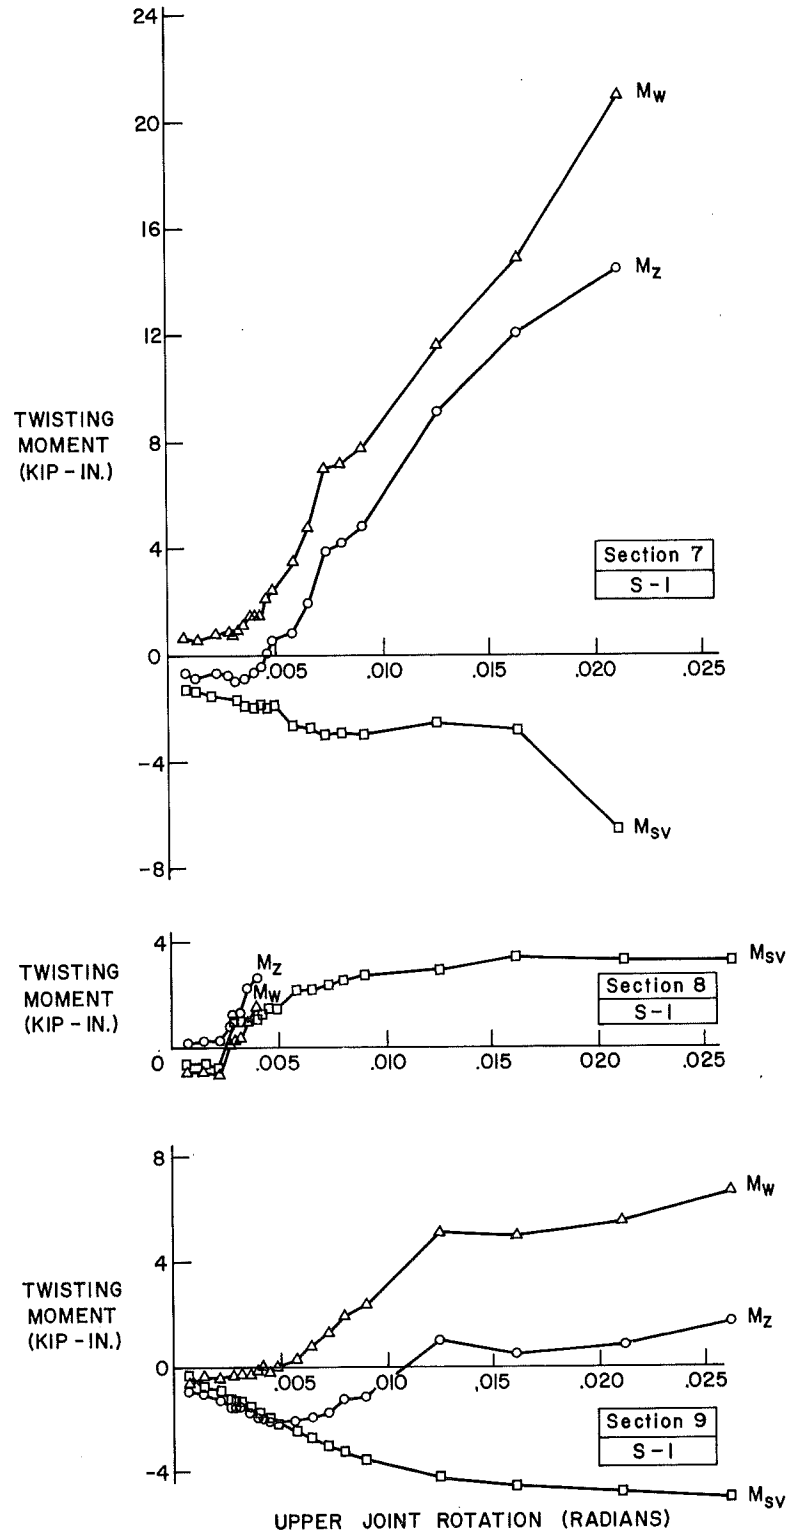 24
20
16
12
8
4
0
-4
-8
TWISTING
MOMENT
(KIP-IN.)
M_W
M_Z
M_SV
.005 .010 .015 .020 .025
Section 7
S-1
4
0
TWISTING
MOMENT
(KIP-IN.)
M_Z
M_W
M_SV
.005 .010 .015 .020 .025
Section 8
S-1
8
4
0
-4
TWISTING
MOMENT
(KIP-IN.)
M_W
M_Z
M_SV
.005 .010 .015 .020 .025
Section 9
S-1
UPPER JOINT ROTATION (RADIANS)